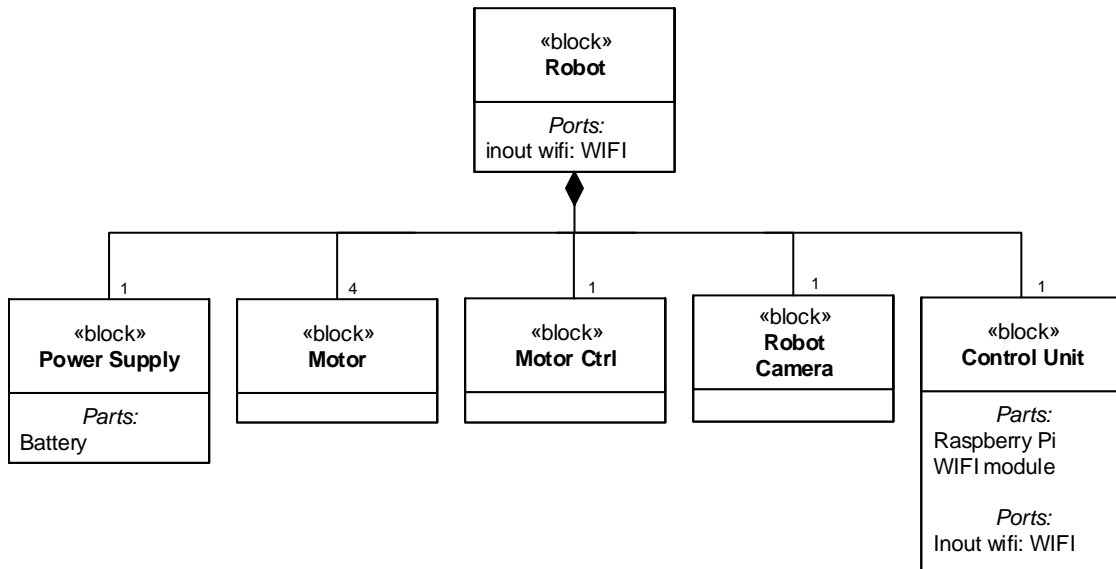 «block»
Robot
Ports:
inout wifi: WIFI
1
4
1
1
1
«block»
Power Supply
Parts:
Battery
«block»
Motor
«block»
Motor Ctrl
«block»
Robot
Camera
«block»
Control Unit
Parts:
Raspberry Pi
WIFI module
Ports:
Inout wifi: WIFI